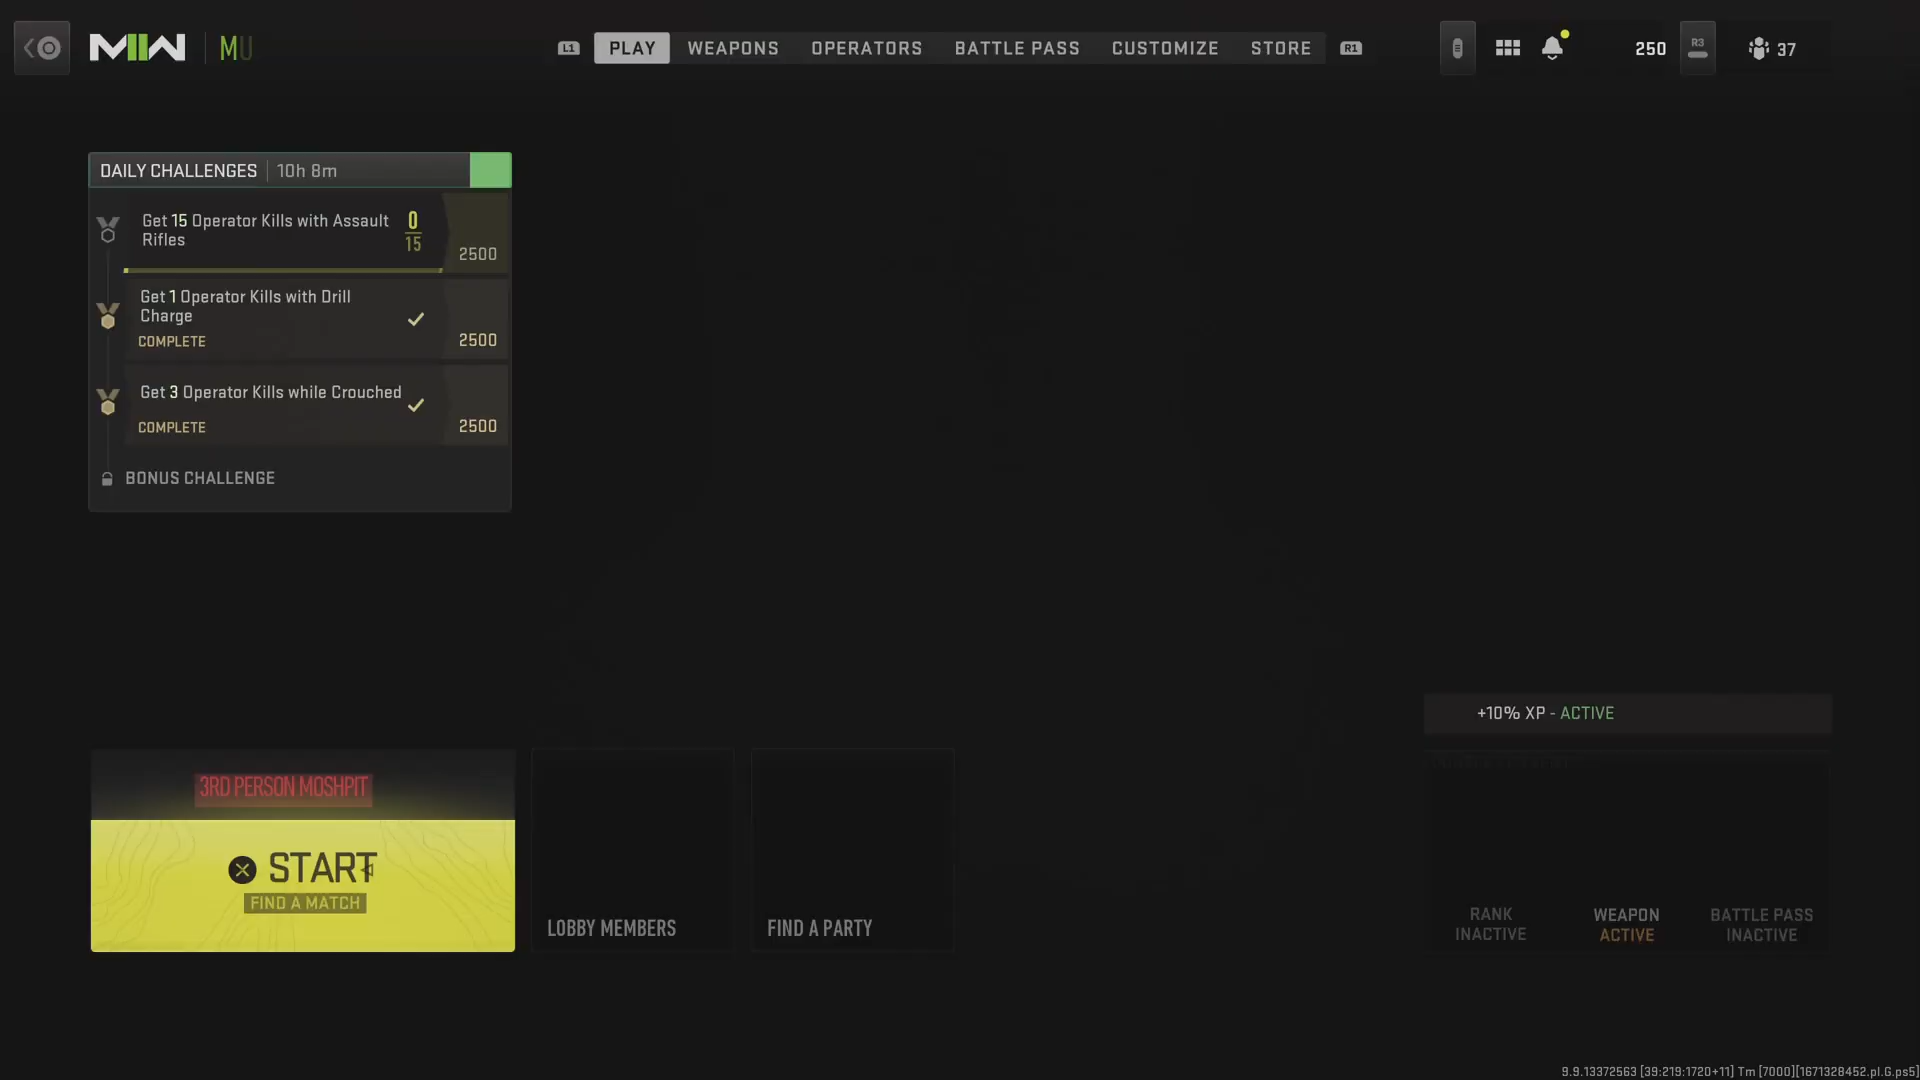 MW MU
L1 PLAY WEAPONS OPERATORS BATTLE PASS CUSTOMIZE STORE R1
250 R3 37
DAILY CHALLENGES 10h 8m
Get 15 Operator Kills with Assault
Rifles
0
15
2500
Get 1 Operator Kills with Drill
Charge
COMPLETE
2500
Get 3 Operator Kills while Crouched
COMPLETE
2500
BONUS CHALLENGE
+10% XP - ACTIVE
3RD PERSON MOSHPIT
START
FIND A MATCH
LOBBY MEMBERS
FIND A PARTY
RANK
INACTIVE
WEAPON
ACTIVE
BATTLE PASS
INACTIVE
9.9.13372563 [39:219:1720+11] Tm [7000][1671328452.pl.G.ps5]